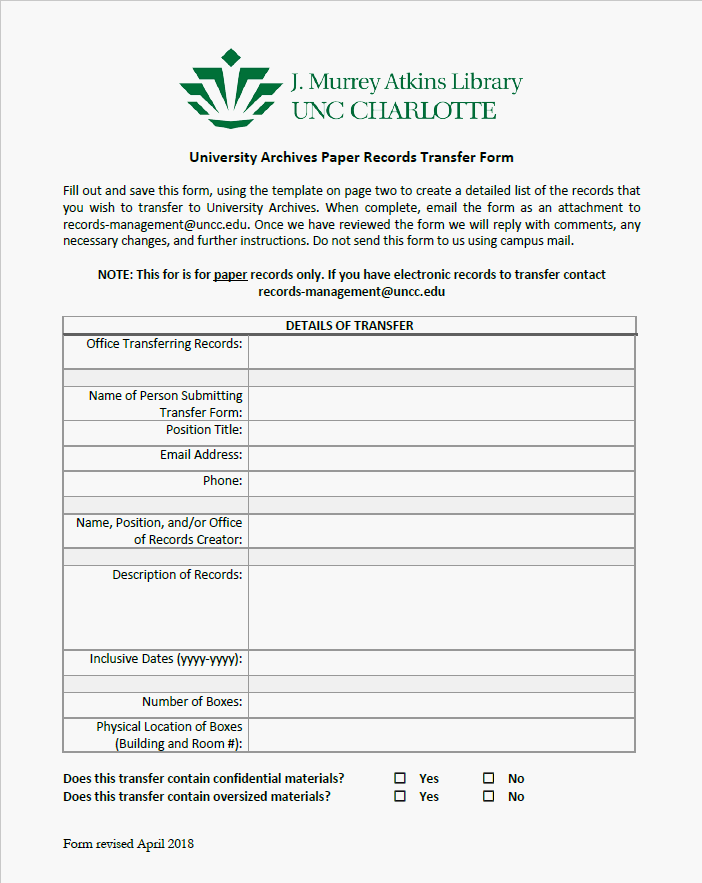 J. Murrey Atkins Library
UNC CHARLOTTE
University Archives Paper Records Transfer Form
Fill out and save this form, using the template on page two to create a detailed list of the records that
you wish to transfer to University Archives. When complete, email the form as an attachment to
records-management@uncc.edu. Once we have reviewed the form we will reply with comments, any
necessary changes, and further instructions. Do not send this form to us using campus mail.
NOTE: This for is for paper records only. If you have electronic records to transfer contact
records-management@uncc.edu
DETAILS OF TRANSFER
Office Transferring Records:
Name of Person Submitting
Transfer Form:
Position Title:
Email Address:
Phone:
Name, Position, and/or Office
of Records Creator:
Description of Records:
Inclusive Dates (yyyy-yyyy):
Number of Boxes:
Physical Location of Boxes
(Building and Room #):
Does this transfer contain confidential materials? ☐ Yes ☐ No
Does this transfer contain oversized materials? ☐ Yes ☐ No
Form revised April 2018